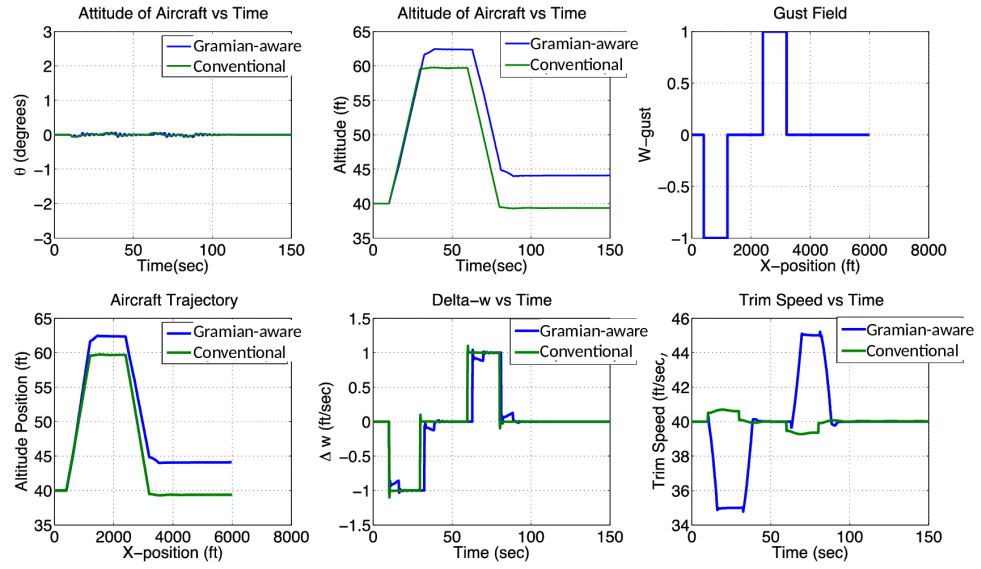 Attitude of Aircraft vs Time
3
2
1
0
−1
−2
−3
θ (degrees)
0
50
100
150
Time(sec)
Gramian-aware
Conventional
Altitude of Aircraft vs Time
65
60
55
50
45
40
35
Altitude (ft)
0
50
100
150
Time (sec)
Gramian-aware
Conventional
Gust Field
1
0.5
0
−0.5
−1
W−gust
0
2000
4000
6000
8000
X−position (ft)
Aircraft Trajectory
65
60
55
50
45
40
35
Altitude Position (ft)
0
2000
4000
6000
8000
X−position (ft)
Gramian-aware
Conventional
Delta−w vs Time
1.5
1
0.5
0
−0.5
−1
−1.5
Δ w (ft/sec)
0
50
100
150
Time (sec)
Gramian-aware
Conventional
Trim Speed vs Time
46
44
42
40
38
36
34
Trim Speed (ft/sec,
0
50
100
150
Time (sec)
Gramian-aware
Conventional